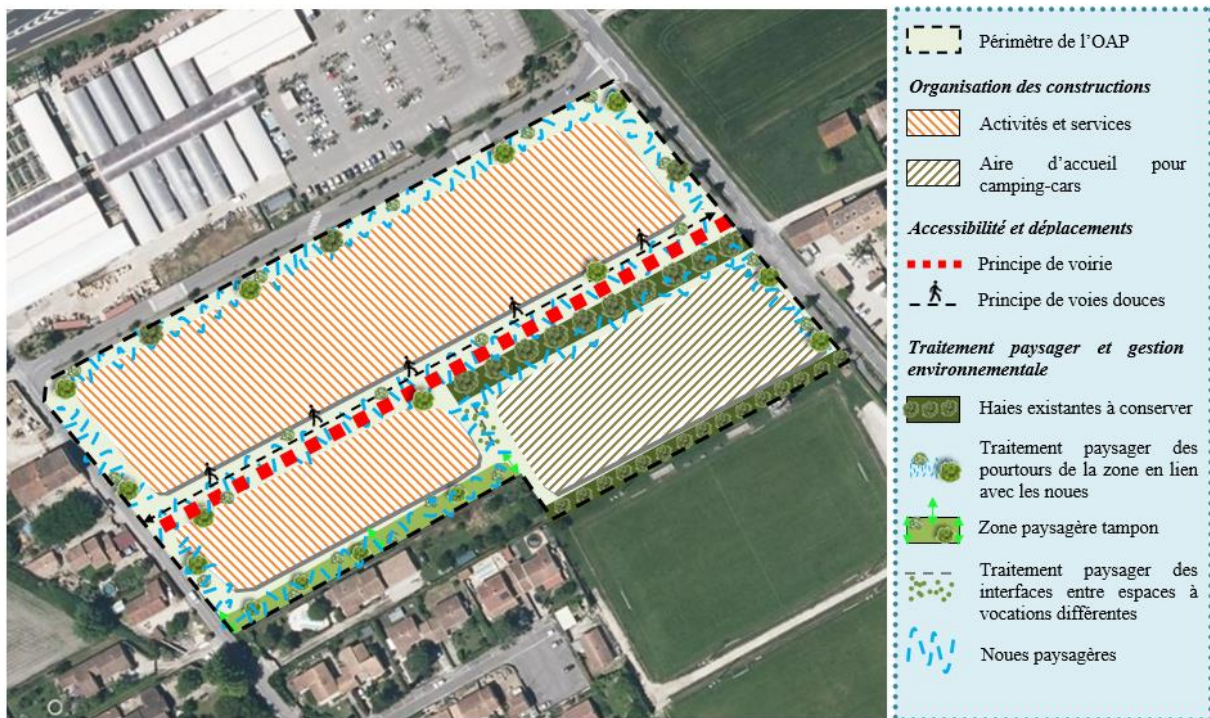 Périmètre de l'OAP
Organisation des constructions
Activités et services
Aire d'accueil pour
camping-cars
Accessibilité et déplacements
Principe de voirie
Principe de voies douces
Traitement paysager et gestion
environnementale
Haies existantes à conserver
Traitement paysager des
pourtours de la zone en lien
avec les noues
Zone paysagère tampon
Traitement paysager des
interfaces entre espaces à
vocations différentes
Noues paysagères